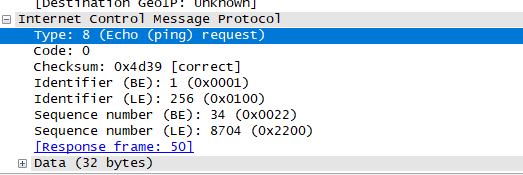 [Destination GeoIP: Unknown]
Internet Control Message Protocol
Type: 8 (Echo (ping) request)
Code: 0
Checksum: 0x4d39 [correct]
Identifier (BE): 1 (0x0001)
Identifier (LE): 256 (0x0100)
Sequence number (BE): 34 (0x0022)
Sequence number (LE): 8704 (0x2200)
[Response frame: 50]
Data (32 bytes)